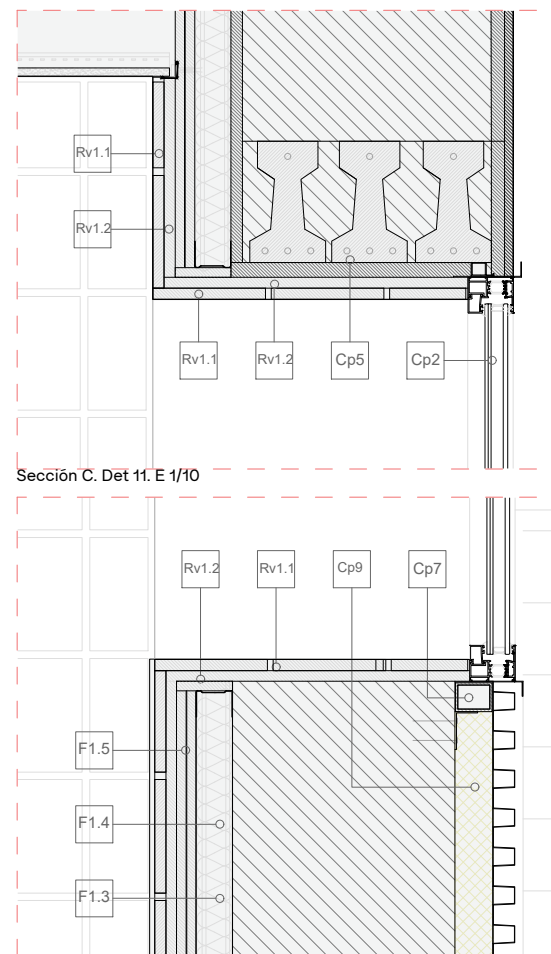 Rv1.1
Rv1.2
Rv1.1
Rv1.2
Cp5
Cp2
Sección C. Det 11. E 1/10
Rv1.2
Rv1.1
Cp9
Cp7
F1.5
F1.4
F1.3